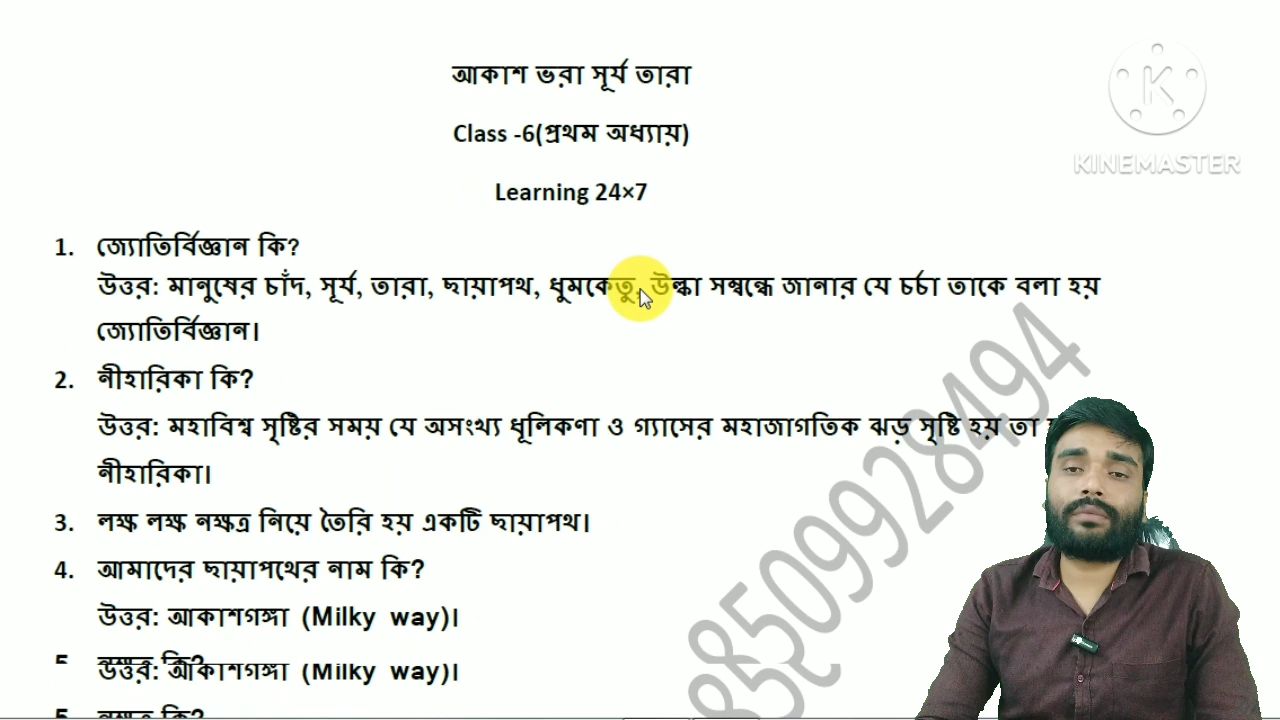 আকাশ ভরা সূর্য তারা
Class -6(প্রথম অধ্যায়)
Learning 24×7
KINEMASTER
1. জ্যোতির্বিজ্ঞান কি?
উত্তর: মানুষের চাঁদ, সূর্য, তারা, ছায়াপথ, ধুমকেতু, উল্কা সম্বন্ধে জানার যে চর্চা তাকে বলা হয়
জ্যোতির্বিজ্ঞান।
2. নীহারিকা কি?
উত্তর: মহাবিশ্ব সৃষ্টির সময় যে অসংখ্য ধূলিকণা ও গ্যাসের মহাজাগতিক ঝড় সৃষ্টি হয় তা
নীহারিকা।
3. লক্ষ লক্ষ নক্ষত্র নিয়ে তৈরি হয় একটি ছায়াপথ।
4. আমাদের ছায়াপথের নাম কি?
উত্তর: আকাশগঙ্গা (Milky way)।
উত্তর: আকাশগঙ্গা (Milky way)।
8509928494